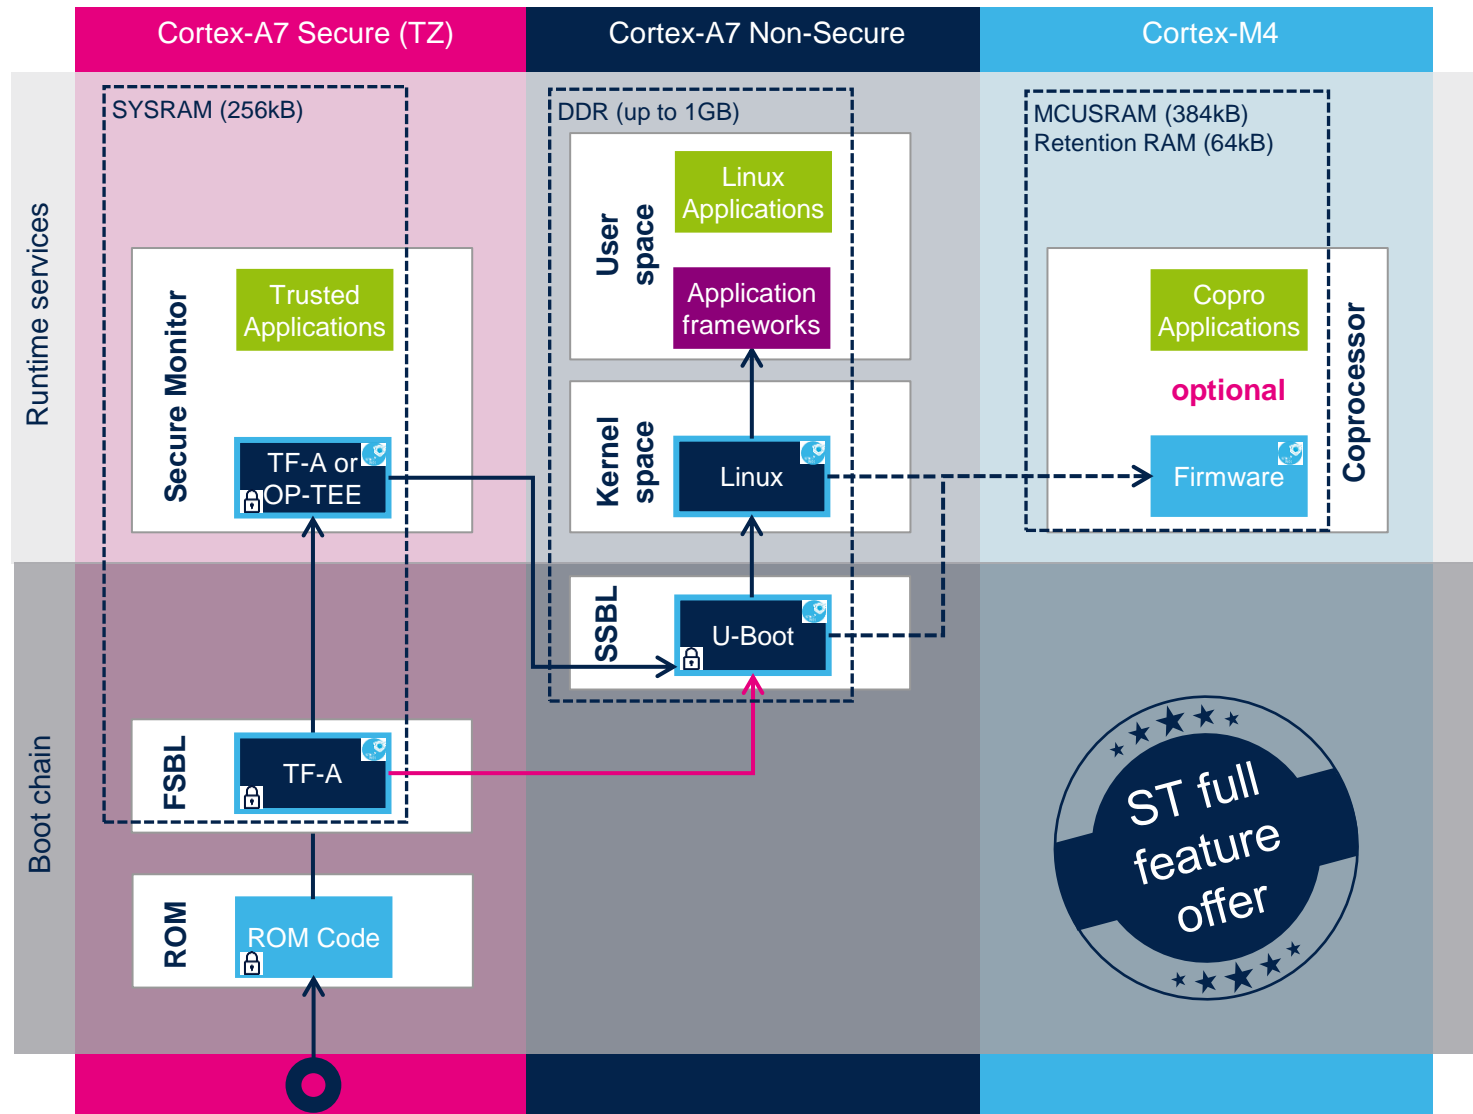 Cortex-A7 Secure (TZ)
Cortex-A7 Non-Secure
Cortex-M4
Runtime services
SYSRAM (256kB)
Secure Monitor
Trusted
Applications
TF-A or
OP-TEE
DDR (up to 1GB)
User
space
Linux
Applications
Application
frameworks
Kernel
space
Linux
MCUSRAM (384kB)
Retention RAM (64kB)
Copro
Applications
optional
Firmware
Coprocessor
Boot chain
SSBL
U-Boot
FSBL
TF-A
ROM
ROM Code
ST full
feature
offer